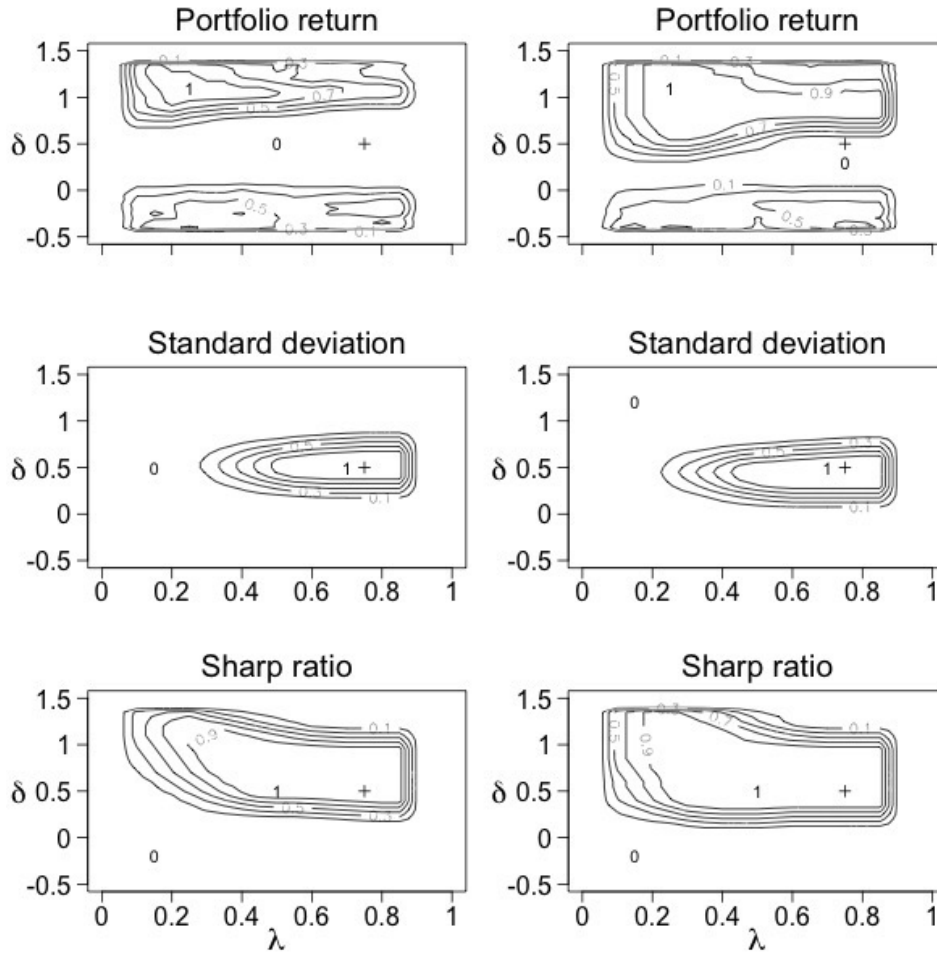 Portfolio return Portfolio return
1.5 1.5
0.1 0.3 0.1 0.3
1 1 1 1
0.7 0.5 0.9
0.5 0.7
δ 0.5 0 + δ 0.5 +
0
0 0 0.1
0.5 0.5
-0.5 0.3 0.1 -0.5 0.3
Standard deviation Standard deviation
1.5 1.5
0
1 1
0.5 0.3
0.5
δ 0.5 0 1 + δ 0.5 1 +
0.3 0.1
0 0 0.1
-0.5 -0.5
0 0.2 0.4 0.6 0.8 1 0 0.2 0.4 0.6 0.8 1
Sharp ratio Sharp ratio
1.5 1.5
0.3
0.1 0.7 0.1
1 0.9 1 0.5 0.9
δ 0.5 1 + δ 0.5 1 +
0.5 0.3
0 0 0 0
-0.5 -0.5
0 0.2 0.4 0.6 0.8 1 0 0.2 0.4 0.6 0.8 1
λ λ